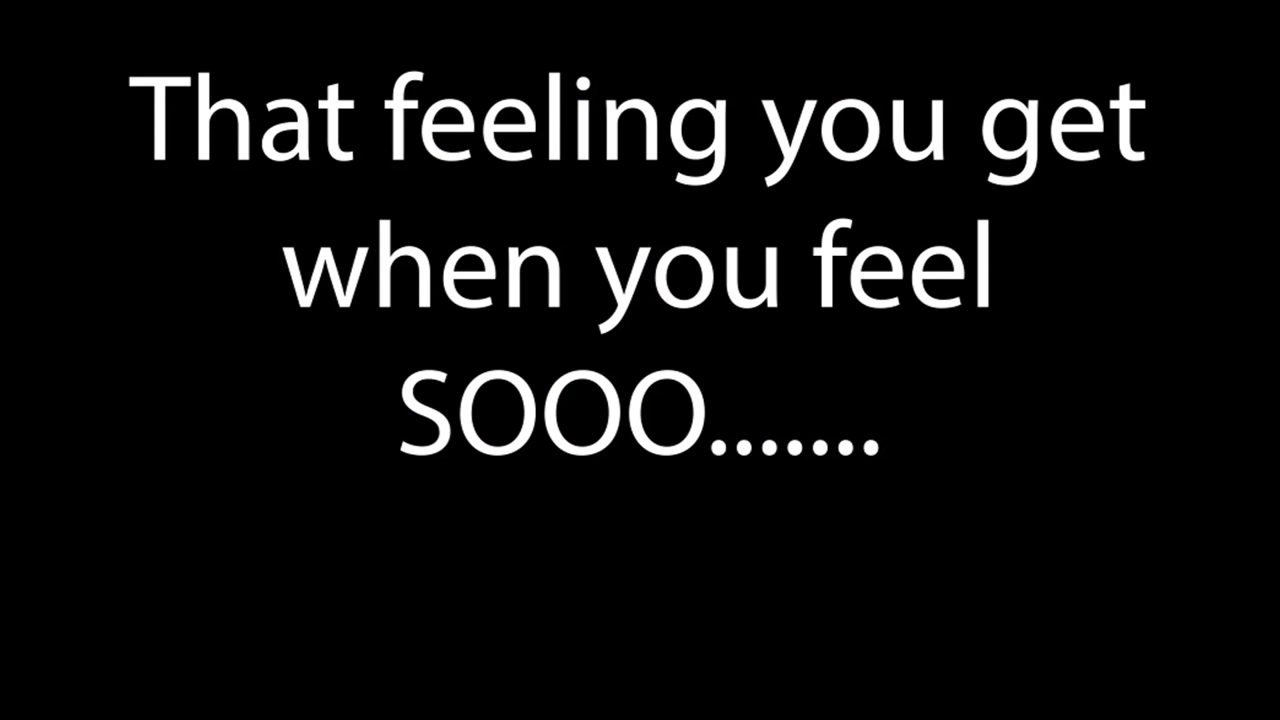 That feeling you get
when you feel
SOOO.......